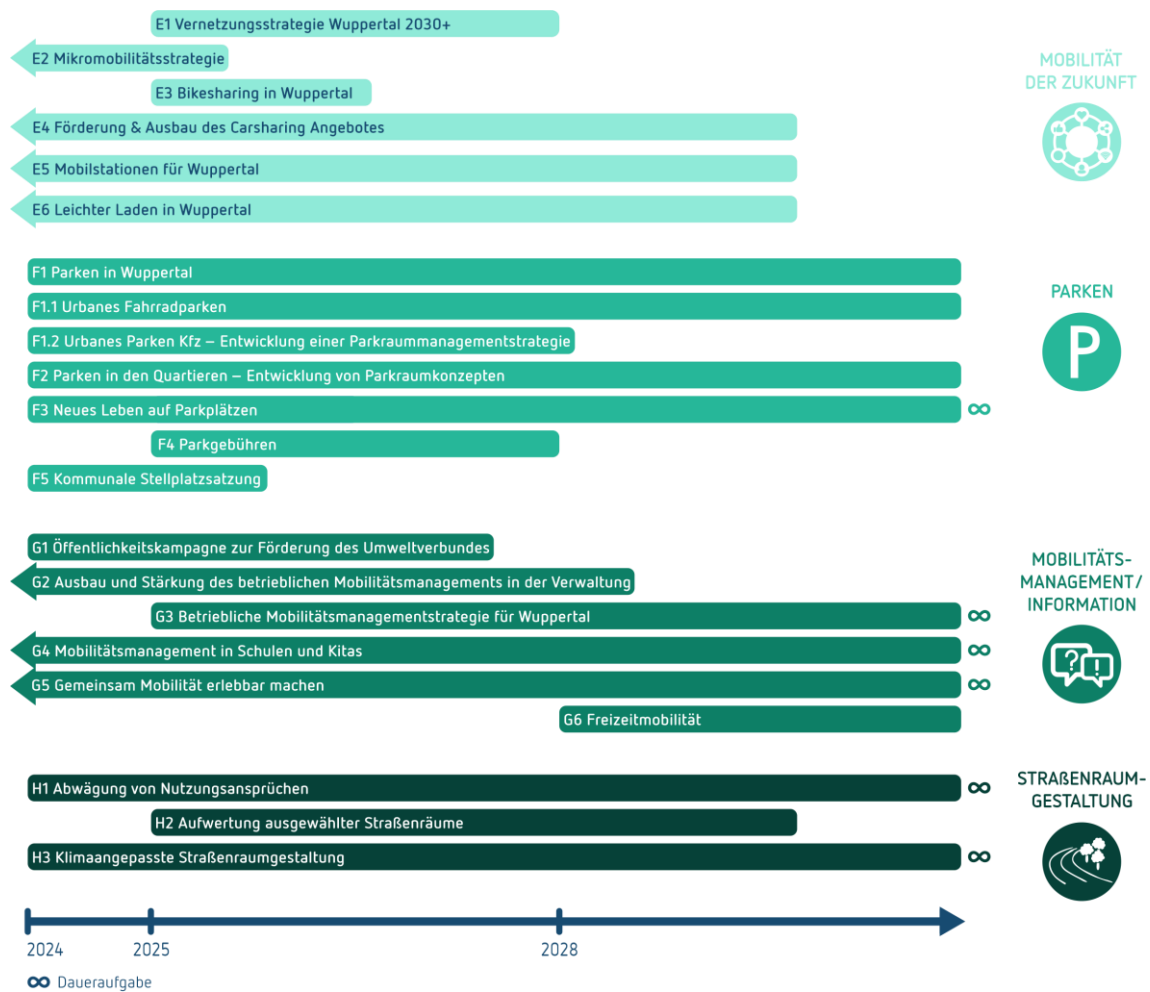 E1 Vernetzungsstrategie Wuppertal 2030+
E2 Mikromobilitätsstrategie
E3 Bikesharing in Wuppertal
E4 Förderung & Ausbau des Carsharing Angebotes
E5 Mobilstationen für Wuppertal
E6 Leichter Laden in Wuppertal
MOBILITÄT
DER ZUKUNFT
F1 Parken in Wuppertal
F1.1 Urbanes Fahrradparken
F1.2 Urbanes Parken Kfz – Entwicklung einer Parkraummanagementstrategie
F2 Parken in den Quartieren – Entwicklung von Parkraumkonzepten
F3 Neues Leben auf Parkplätzen
F4 Parkgebühren
F5 Kommunale Stellplatzsatzung
PARKEN
P
G1 Öffentlichkeitskampagne zur Förderung des Umweltverbundes
G2 Ausbau und Stärkung des betrieblichen Mobilitätsmanagements in der Verwaltung
G3 Betriebliche Mobilitätsmanagementstrategie für Wuppertal
G4 Mobilitätsmanagement in Schulen und Kitas
G5 Gemeinsam Mobilität erlebbar machen
G6 Freizeitmobilität
MOBILITÄTS-
MANAGEMENT/
INFORMATION
? !
H1 Abwägung von Nutzungsansprüchen
H2 Aufwertung ausgewählter Straßenräume
H3 Klimaangepasste Straßenraumgestaltung
STRAßENRAUM-
GESTALTUNG
2024 2025 2028
∞ Daueraufgabe